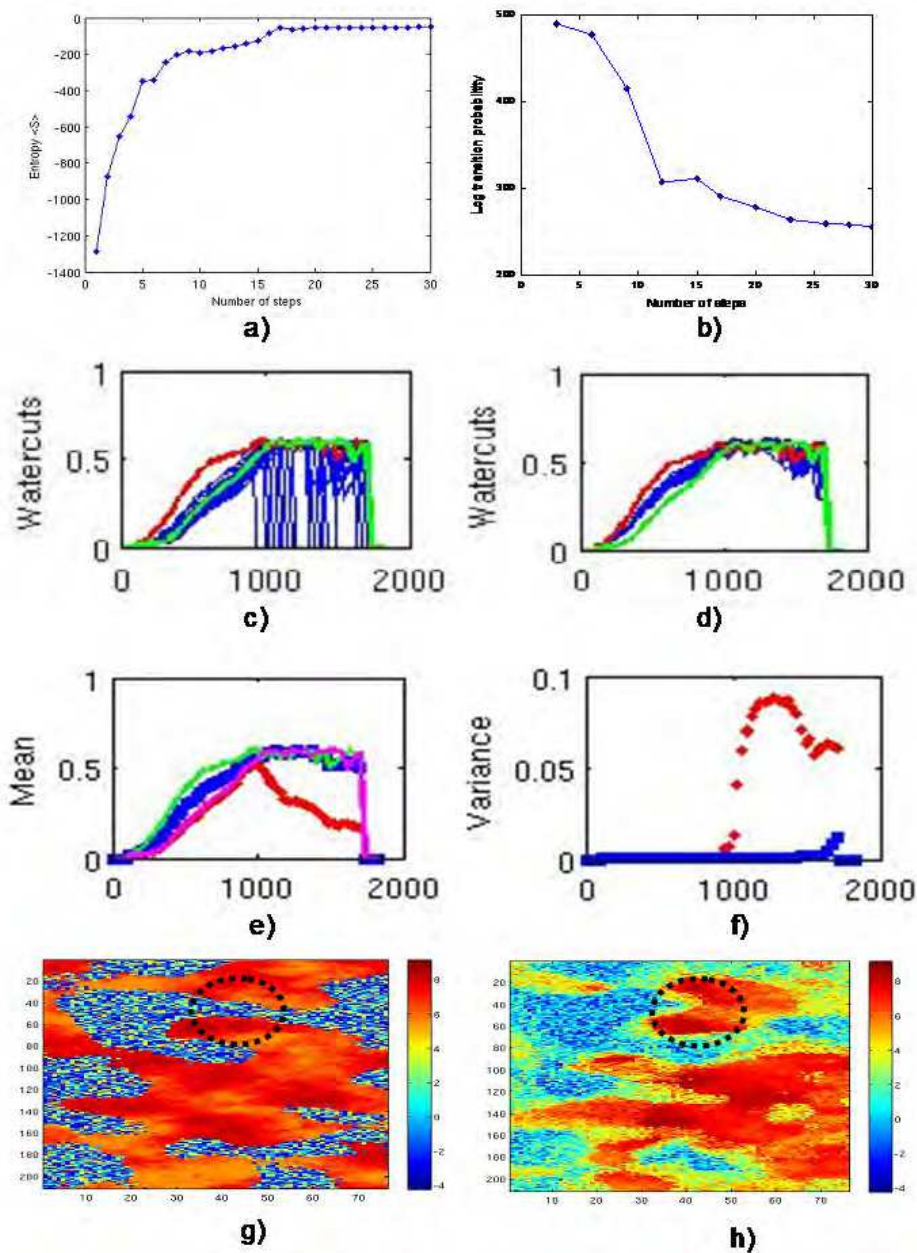 0
-200
-400
-600
-800
-1000
-1200
-1400
Entropy <S>
0 5 10 15 20 25 30
Number of steps
a)
500
400
300
200
Log transition probability
0 5 10 15 20 25 30
Number of steps
b)
1
0.5
0
Watercuts
0 1000 2000
c)
1
0.5
0
Watercuts
0 1000 2000
d)
1
0.5
0
Mean
0 1000 2000
e)
0.1
0.05
0
Variance
0 1000 2000
f)
20
40
60
80
100
120
140
160
180
200
10 20 30 40 50 60 70
8
6
4
2
0
-2
-4
g)
20
40
60
80
100
120
140
160
180
200
10 20 30 40 50 60 70
8
6
4
2
0
-2
-4
h)